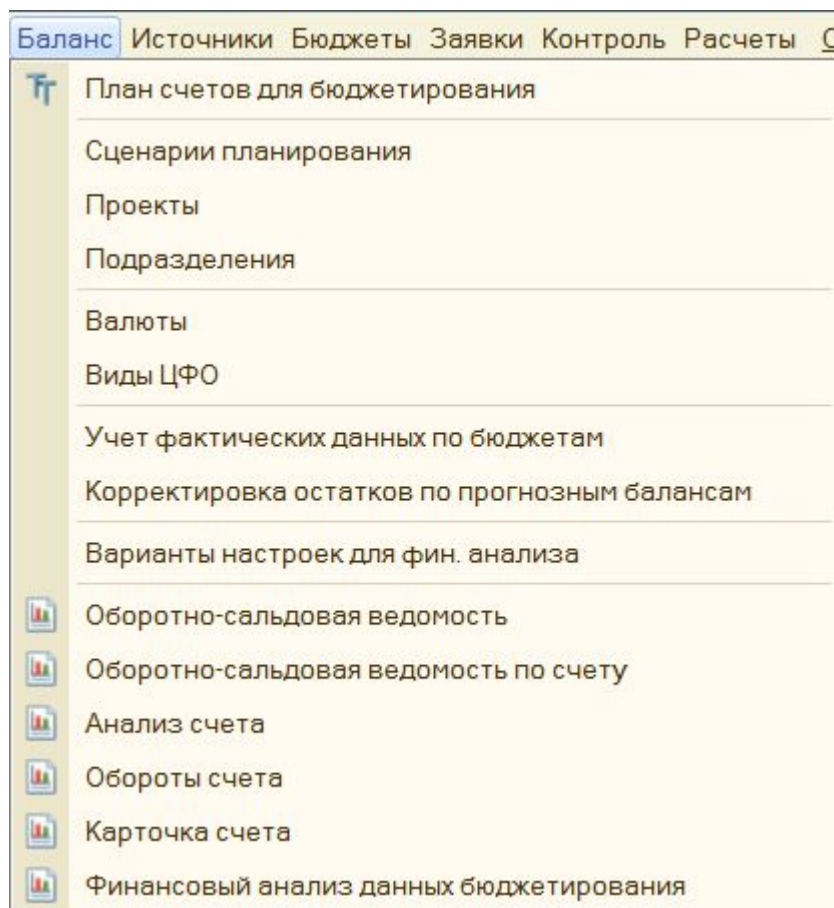 Баланс Источники Бюджеты Заявки Контроль Расчеты
План счетов для бюджетирования
Сценарии планирования
Проекты
Подразделения
Валюты
Виды ЦФО
Учет фактических данных по бюджетам
Корректировка остатков по прогнозным балансам
Варианты настроек для фин. анализа
Оборотно-сальдовая ведомость
Оборотно-сальдовая ведомость по счету
Анализ счета
Обороты счета
Карточка счета
Финансовый анализ данных бюджетирования